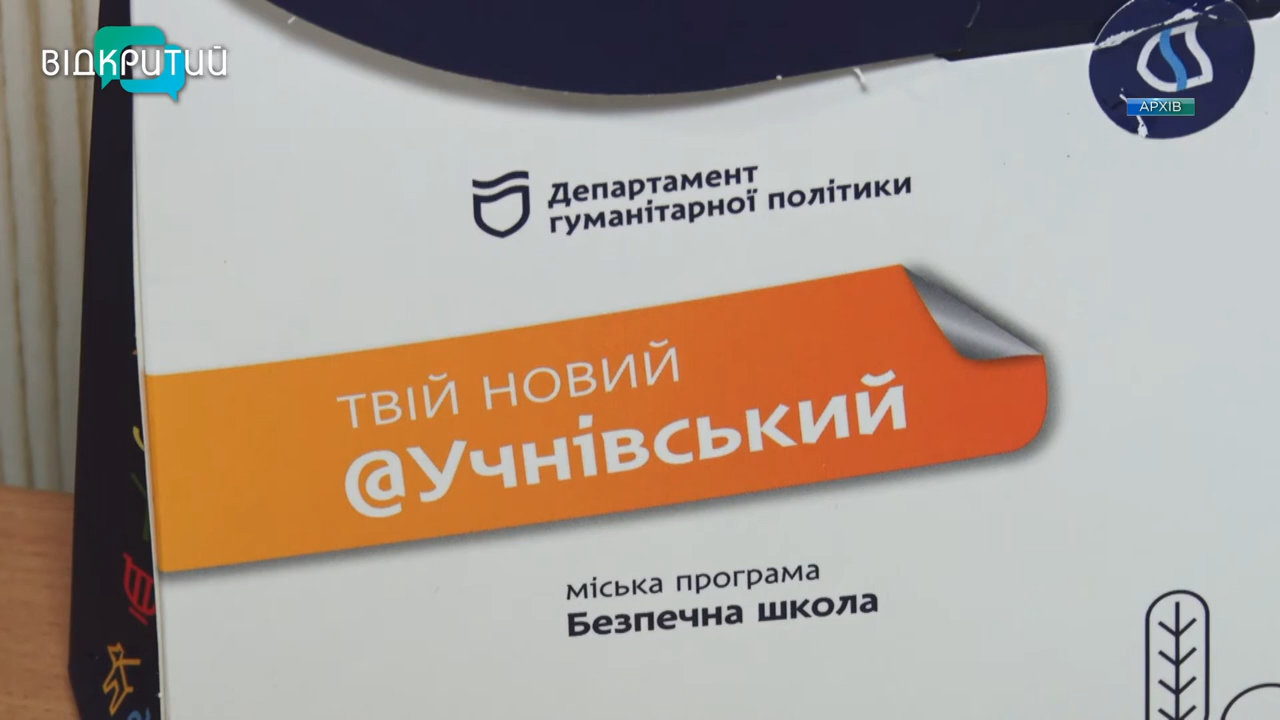 ВІДКРИТИЙ
АРХІВ
Департамент
гуманітарної політики
ТВІЙ НОВИЙ
@Учнівський
міська програма
Безпечна школа